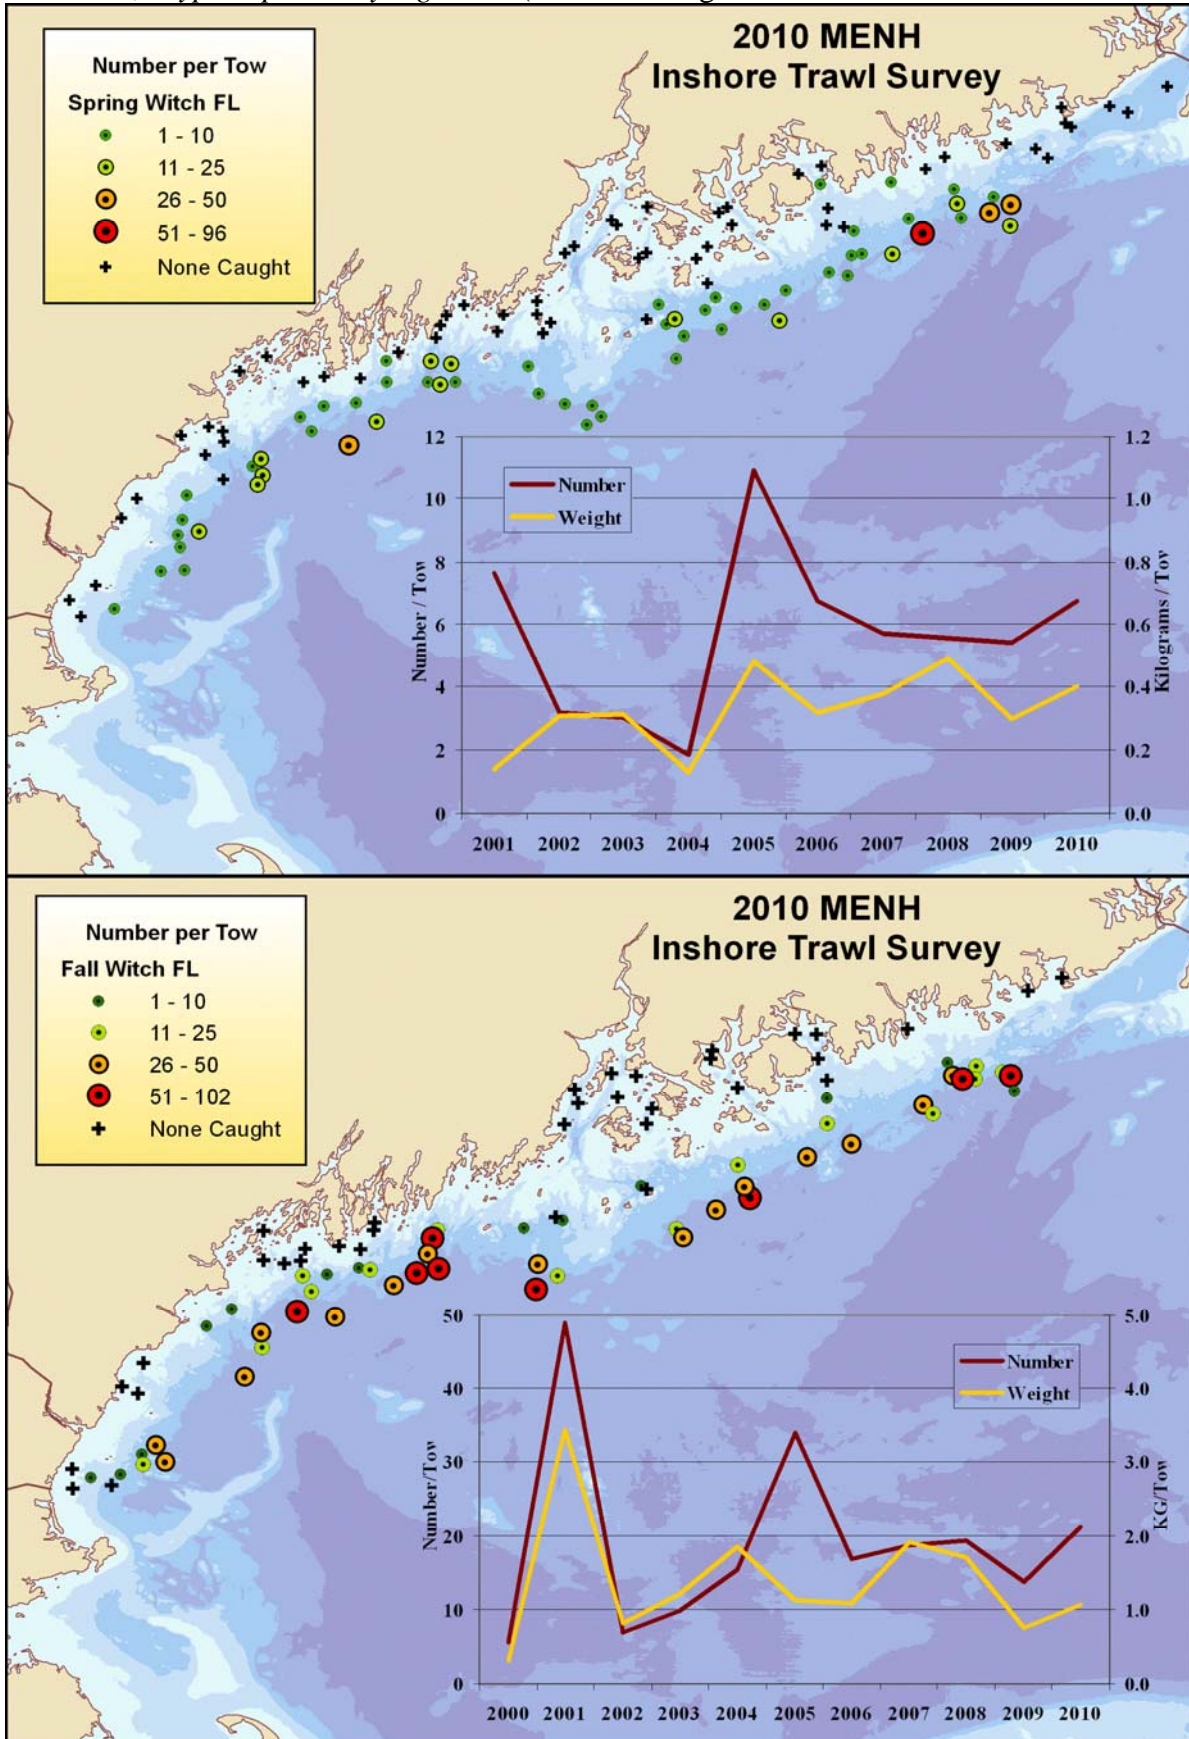 2010 MENH
Inshore Trawl Survey
Number per Tow
Spring Witch FL
1 - 10
11 - 25
26 - 50
51 - 96
None Caught
12
10
8
6
4
2
0
Number / Tow
Number
Weight
1.2
1.0
0.8
0.6
0.4
0.2
0.0
Kilograms / Tow
2001 2002 2003 2004 2005 2006 2007 2008 2009 2010
2010 MENH
Inshore Trawl Survey
Number per Tow
Fall Witch FL
1 - 10
11 - 25
26 - 50
51 - 102
None Caught
50
40
30
20
10
0
Number/Tow
Number
Weight
5.0
4.0
3.0
2.0
1.0
0.0
KG/Tow
2000 2001 2002 2003 2004 2005 2006 2007 2008 2009 2010